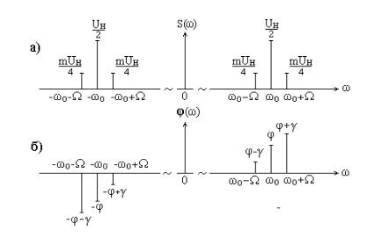 а)
U_H/2 S(ω) U_H/2
mU_H/4 mU_H/4 mU_H/4 mU_H/4
-ω₀-Ω -ω₀ -ω₀+Ω ~ 0 ~ ω₀-Ω ω₀ ω₀+Ω ω
φ(ω)
б)
φ-γ φ φ+γ
-ω₀-Ω -ω₀ -ω₀+Ω ~ 0 ~ ω₀-Ω ω₀ ω₀+Ω ω
-φ-γ -φ -φ+γ